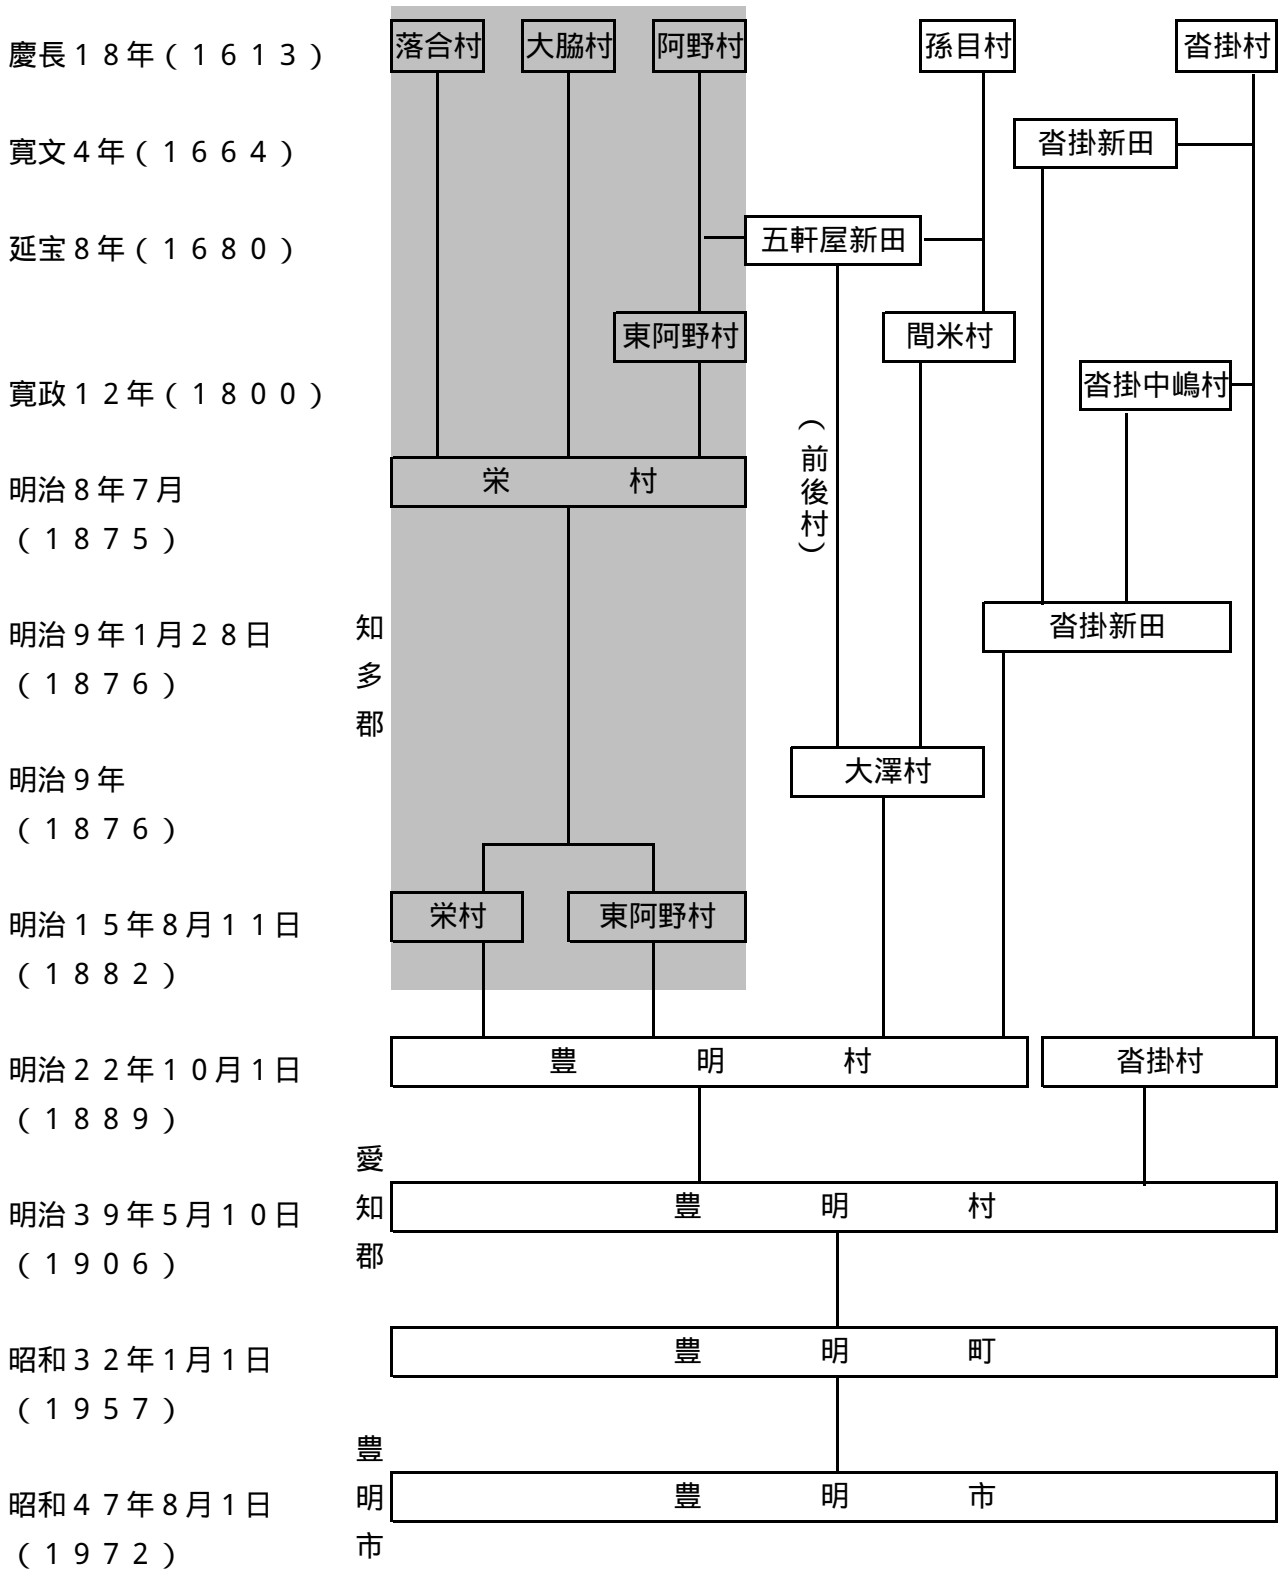 慶長１８年(１６１３) 落合村 大脇村 阿野村 孫目村 沓掛村
寛文４年(１６６４) 沓掛新田
延宝８年(１６８０) 五軒屋新田
東阿野村 間米村
寛政１２年(１８００) 沓掛中嶋村
(前後村)
明治８年７月 栄村
(１８７５)
知多郡
明治９年１月２８日 沓掛新田
(１８７６)
明治９年 大澤村
(１８７６)
明治１５年８月１１日 栄村 東阿野村
(１８８２)
明治２２年１０月１日 豊明村 沓掛村
(１８８９)
愛知郡
明治３９年５月１０日 豊明村
(１９０６)
昭和３２年１月１日 豊明町
(１９５７)
豊明市
昭和４７年８月１日 豊明市
(１９７２)